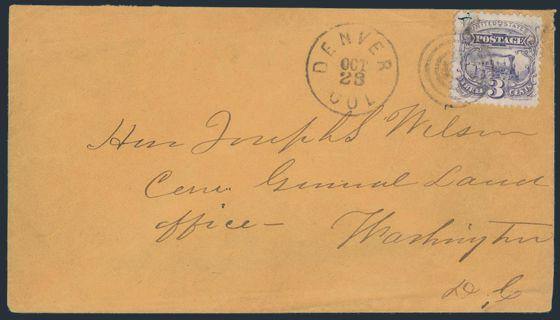 UNITED STATES
POSTAGE
3
THREE CENTS
DENVER
OCT
28
COL
Hon Joseph S Wilson
Com. General Land
office –
Washington
D. C